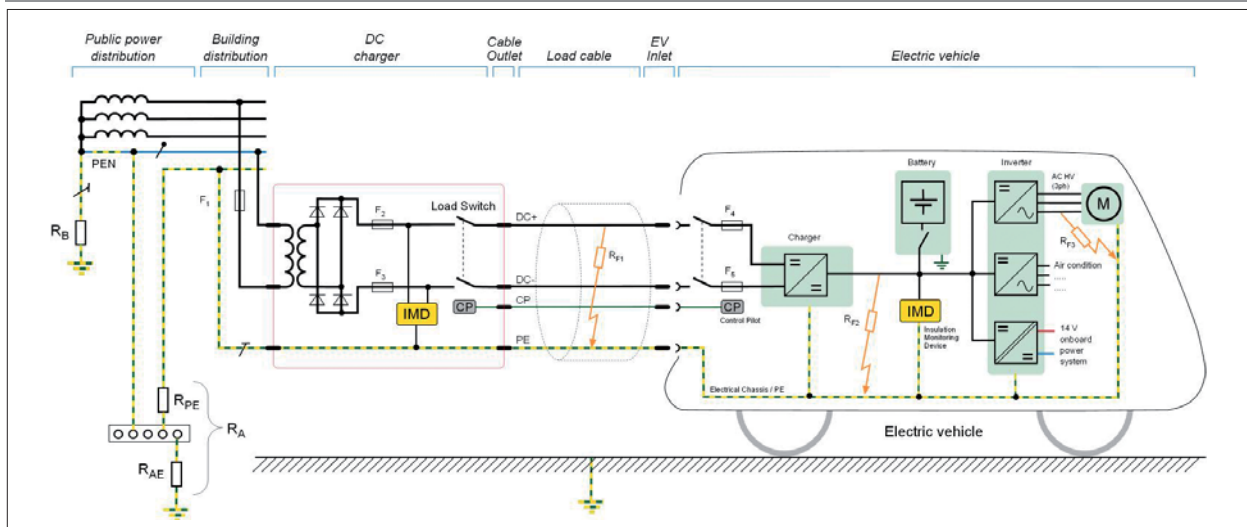 Public power
distribution
Building
distribution
DC
charger
Cable
Outlet
Load cable
EV
Inlet
Electric vehicle
PEN
F1
RB
RPE
RA
RAE
F2
F3
Load Switch
IMD
CP
DC+
DC-
CP
PE
RF1
F4
F5
Charger
CP
Control Pilot
Battery
Inverter
AC HV
(3ph)
M
RF3
Air condition
.....
.....
RF2
IMD
Insulation
Monitoring
Device
14 V
onboard
power
system
Electrical Chassis / PE
Electric vehicle